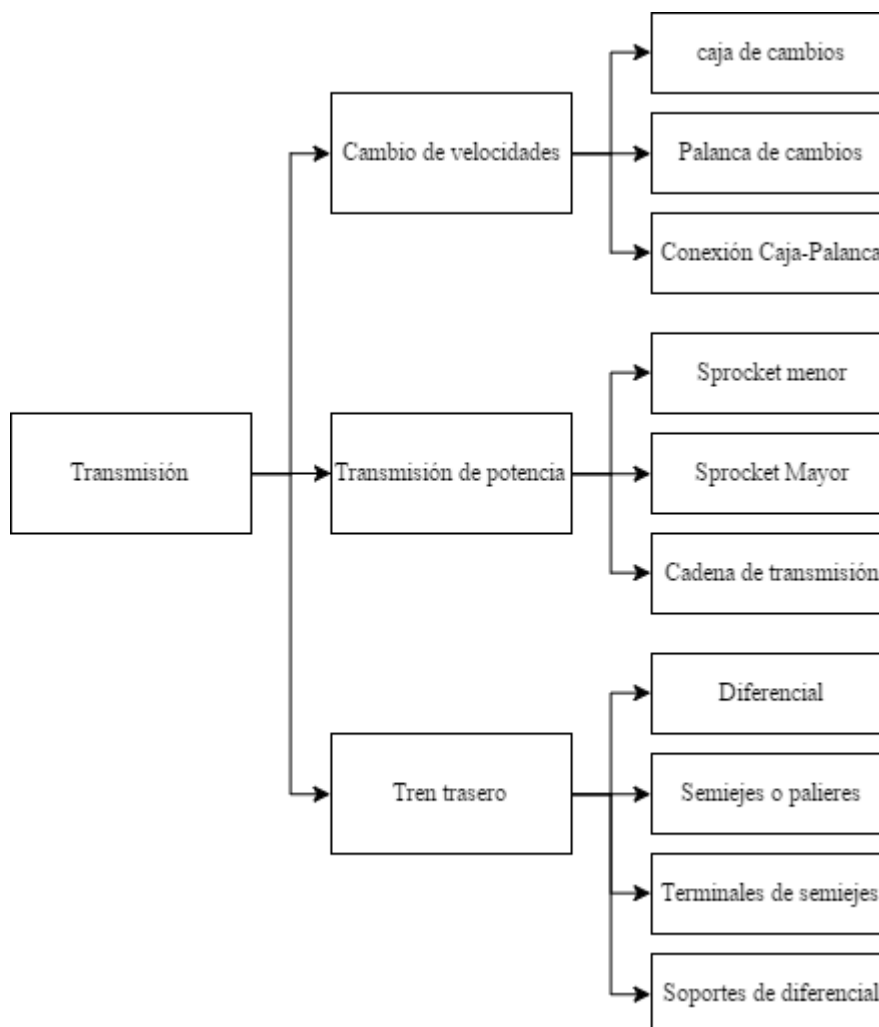 caja de cambios
Cambio de velocidades
Palanca de cambios
Conexión Caja-Palanca
Sprocket menor
Transmisión
Transmisión de potencia
Sprocket Mayor
Cadena de transmisión
Diferencial
Tren trasero
Semiejes o palieres
Terminales de semiejes
Soportes de diferencial